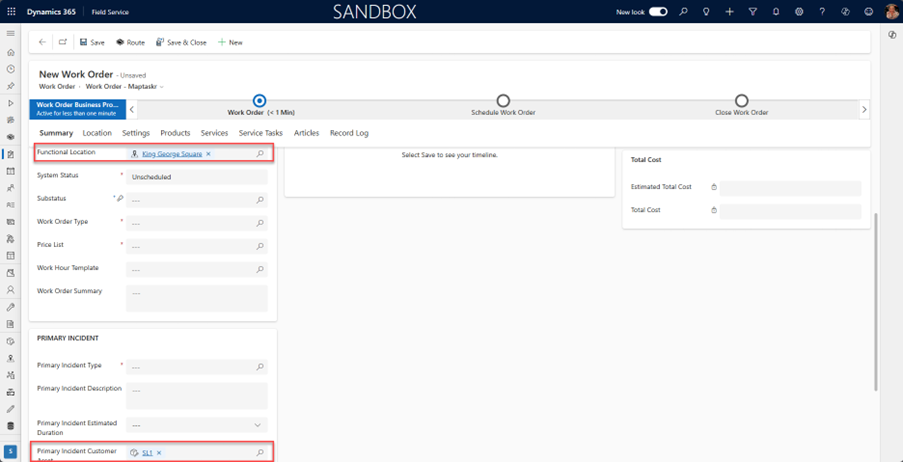 Dynamics 365 Field Service SANDBOX New look
Save Route Save & Close New
New Work Order - Unsaved
Work Order · Work Order - Maptaskr
Work Order Business Pro...
Active for less than one minute
Work Order (< 1 Min) Schedule Work Order Close Work Order
Summary Location Settings Products Services Service Tasks Articles Record Log
Functional Location King George Square
Select Save to see your timeline.
Total Cost
System Status * Unscheduled
Estimated Total Cost
Substatus * ---
Total Cost
Work Order Type * ---
Price List * ---
Work Hour Template ---
Work Order Summary ---
PRIMARY INCIDENT
Primary Incident Type * ---
Primary Incident Description ---
Primary Incident Estimated
Duration ---
Primary Incident Customer
SL1
S